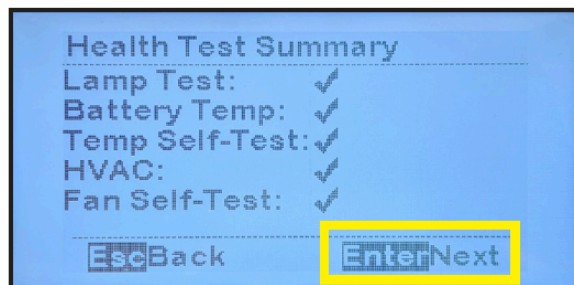 Health Test Summary
Lamp Test: ✓
Battery Temp: ✓
Temp Self-Test: ✓
HVAC: ✓
Fan Self-Test: ✓
Esc Back Enter Next